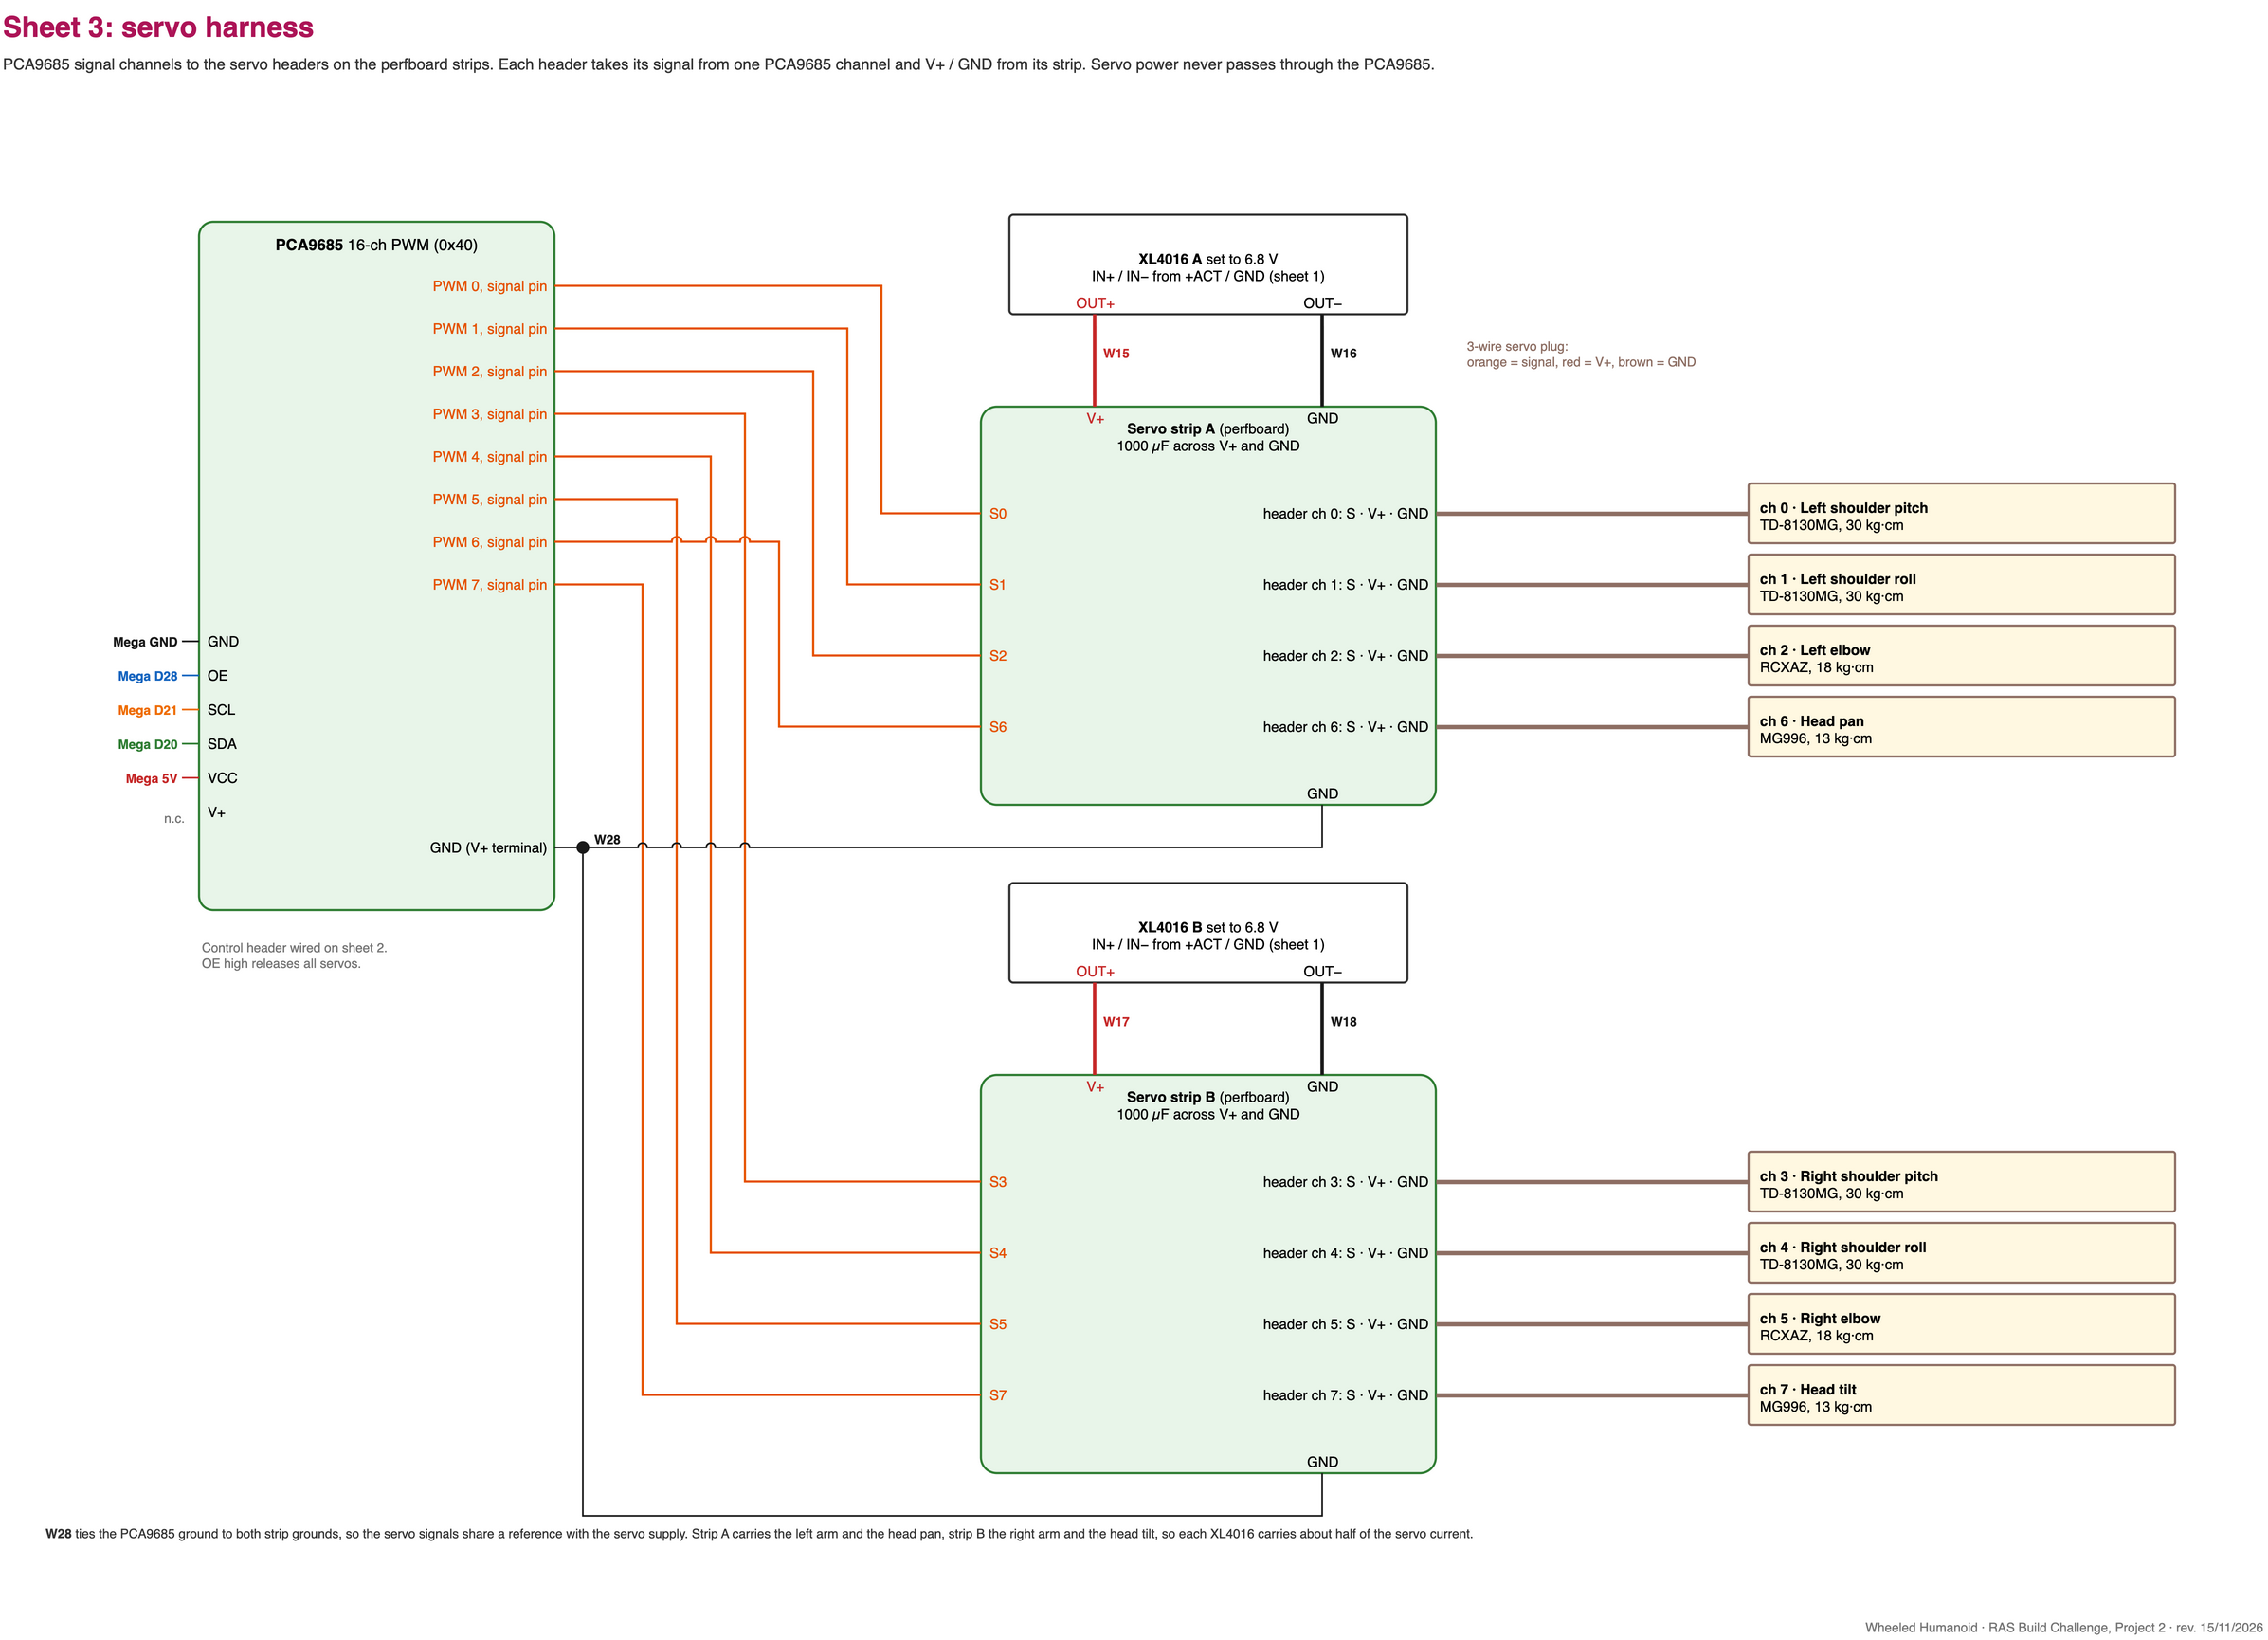 Sheet 3: servo harness
PCA9685 signal channels to the servo headers on the perfboard strips. Each header takes its signal from one PCA9685 channel and V+ / GND from its strip. Servo power never passes through the PCA9685.
PCA9685 16-ch PWM (0x40)
PWM 0, signal pin
PWM 1, signal pin
PWM 2, signal pin
PWM 3, signal pin
PWM 4, signal pin
PWM 5, signal pin
PWM 6, signal pin
PWM 7, signal pin
Mega GND
GND
Mega D28
OE
Mega D21
SCL
Mega D20
SDA
Mega 5V
VCC
n.c.
V+
GND (V+ terminal)
W28
Control header wired on sheet 2.
OE high releases all servos.
XL4016 A set to 6.8 V
IN+ / IN− from +ACT / GND (sheet 1)
OUT+
OUT−
W15
W16
3-wire servo plug:
orange = signal, red = V+, brown = GND
V+
GND
Servo strip A (perfboard)
1000 µF across V+ and GND
S0
header ch 0: S · V+ · GND
S1
header ch 1: S · V+ · GND
S2
header ch 2: S · V+ · GND
S6
header ch 6: S · V+ · GND
GND
ch 0 · Left shoulder pitch
TD-8130MG, 30 kg·cm
ch 1 · Left shoulder roll
TD-8130MG, 30 kg·cm
ch 2 · Left elbow
RCXAZ, 18 kg·cm
ch 6 · Head pan
MG996, 13 kg·cm
XL4016 B set to 6.8 V
IN+ / IN− from +ACT / GND (sheet 1)
OUT+
OUT−
W17
W18
V+
GND
Servo strip B (perfboard)
1000 µF across V+ and GND
S3
header ch 3: S · V+ · GND
S4
header ch 4: S · V+ · GND
S5
header ch 5: S · V+ · GND
S7
header ch 7: S · V+ · GND
GND
ch 3 · Right shoulder pitch
TD-8130MG, 30 kg·cm
ch 4 · Right shoulder roll
TD-8130MG, 30 kg·cm
ch 5 · Right elbow
RCXAZ, 18 kg·cm
ch 7 · Head tilt
MG996, 13 kg·cm
W28 ties the PCA9685 ground to both strip grounds, so the servo signals share a reference with the servo supply. Strip A carries the left arm and the head pan, strip B the right arm and the head tilt, so each XL4016 carries about half of the servo current.
Wheeled Humanoid · RAS Build Challenge, Project 2 · rev. 15/11/2026